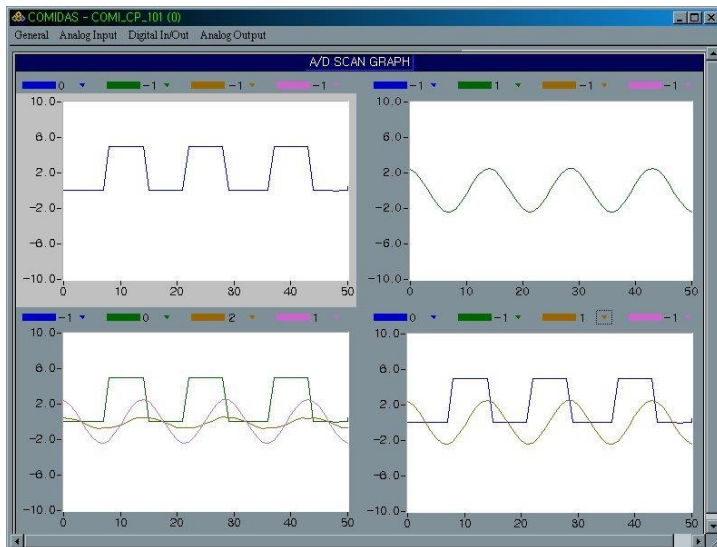 COMIDAS - COMI_CP_101 (0)
General Analog Input Digital In/Out Analog Output
A/D SCAN GRAPH
0 -1 -1 -1
10.0-
6.0-
2.0-
-2.0-
-6.0-
-10.0-
0 10 20 30 40 50
-1 1 -1 -1
10.0-
6.0-
2.0-
-2.0-
-6.0-
-10.0-
0 10 20 30 40 50
-1 0 2 1
10.0-
6.0-
2.0-
-2.0-
-6.0-
-10.0-
0 10 20 30 40 50
0 -1 1 -1
10.0-
6.0-
2.0-
-2.0-
-6.0-
-10.0-
0 10 20 30 40 50